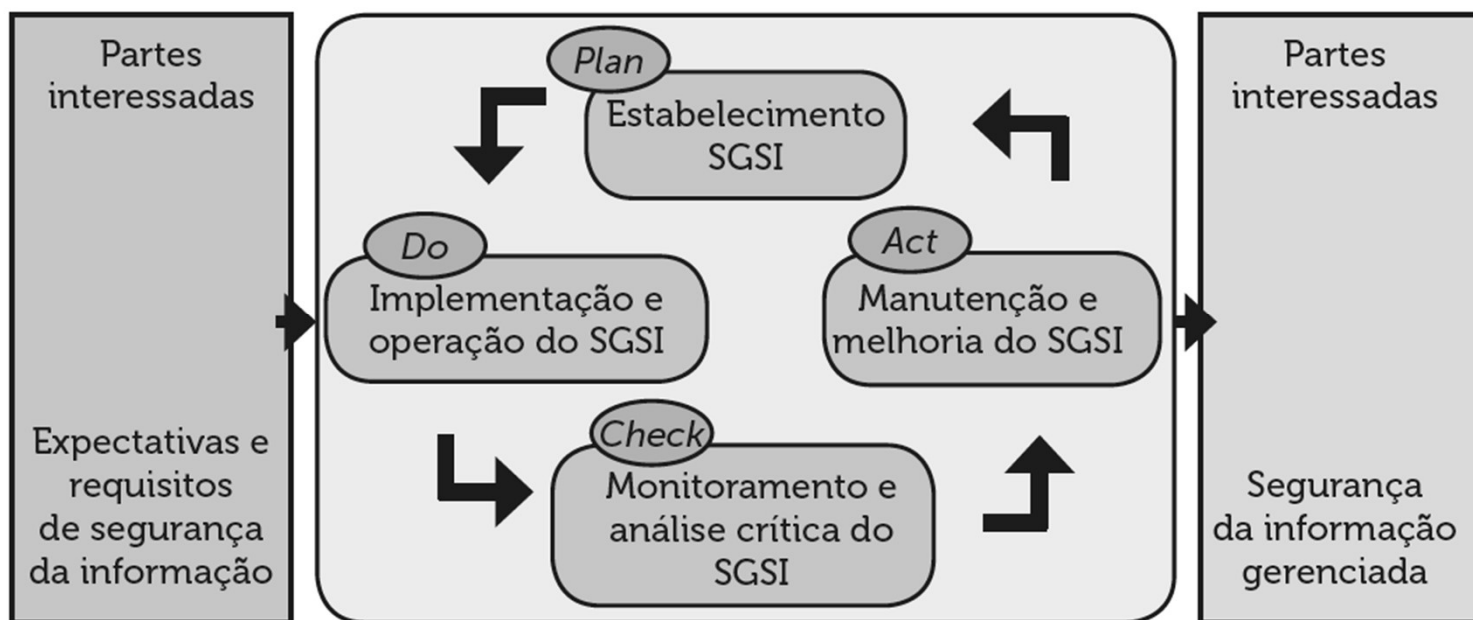 Partes
interessadas
Expectativas e
requisitos
de segurança
da informação
Plan
Estabelecimento
SGSI
Do
Implementação e
operação do SGSI
Check
Monitoramento e
análise crítica do
SGSI
Act
Manutenção e
melhoria do SGSI
Partes
interessadas
Segurança
da informação
gerenciada